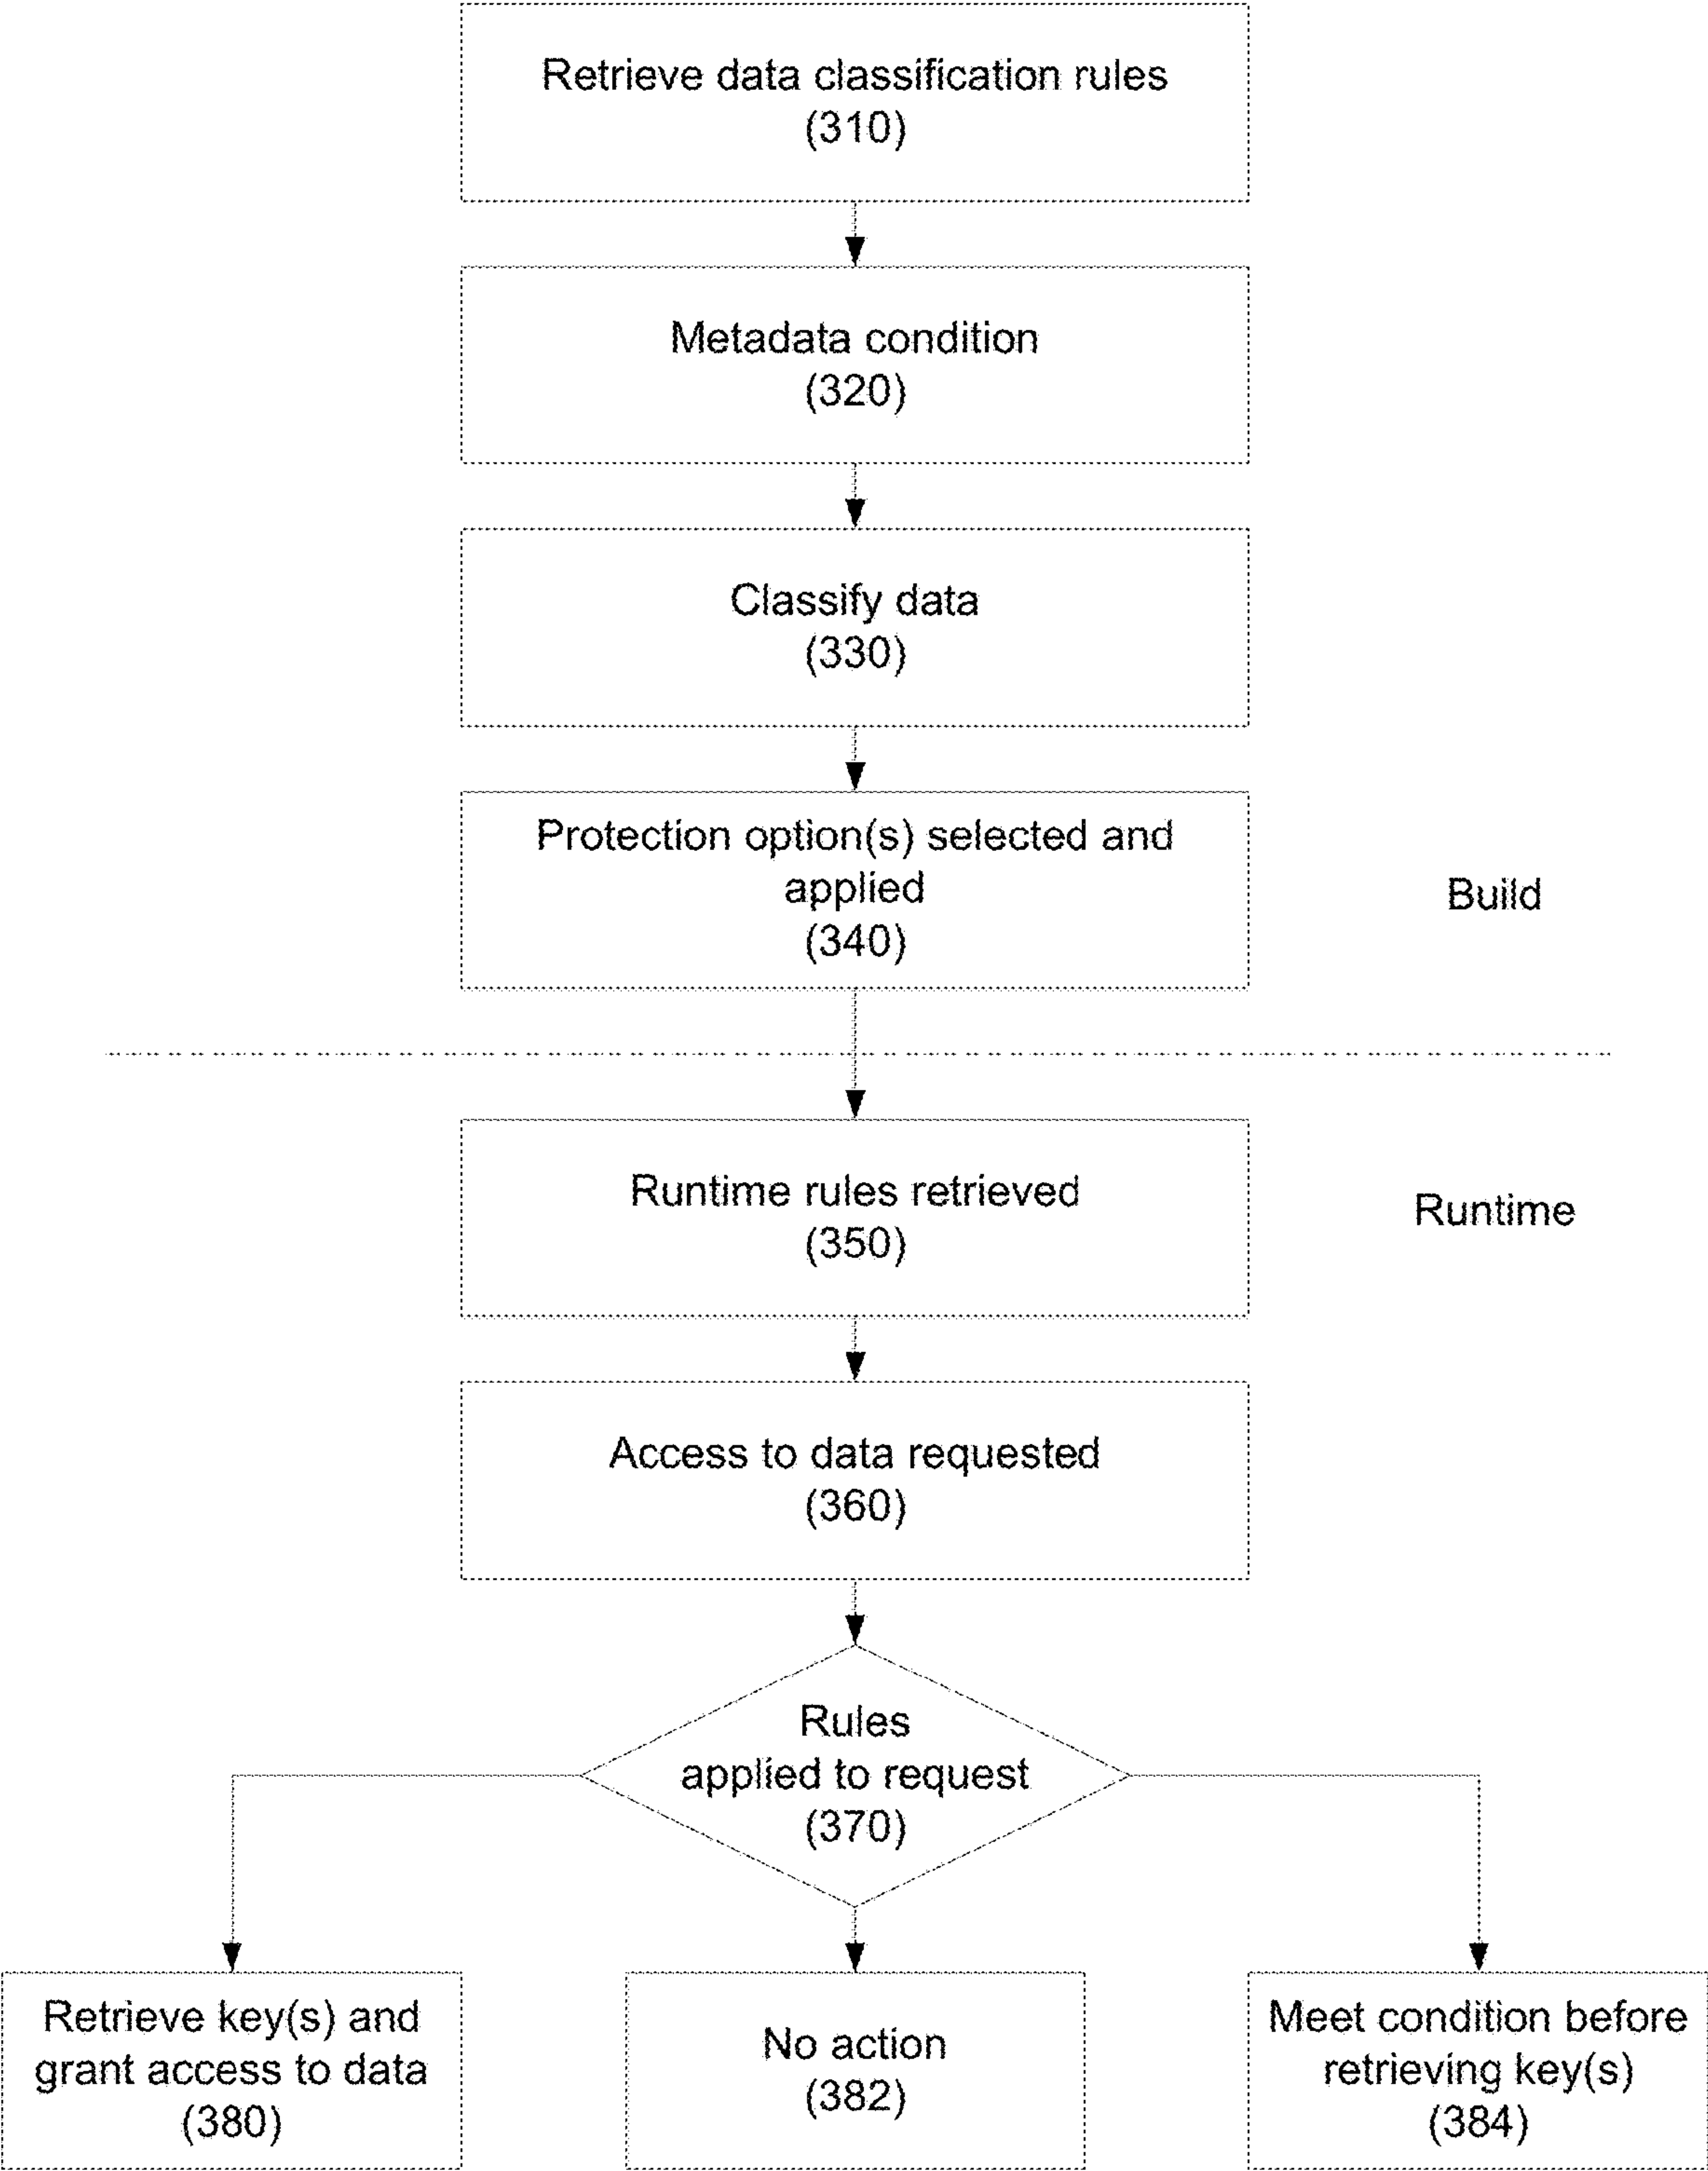 Retrieve data classification rules
(310)
Metadata condition
(320)
Classify data
(330)
Protection option(s) selected and
applied
(340)
Build
Runtime rules retrieved
(350)
Runtime
Access to data requested
(360)
Rules
applied to request
(370)
Retrieve key(s) and
grant access to data
(380)
No action
(382)
Meet condition before
retrieving key(s)
(384)